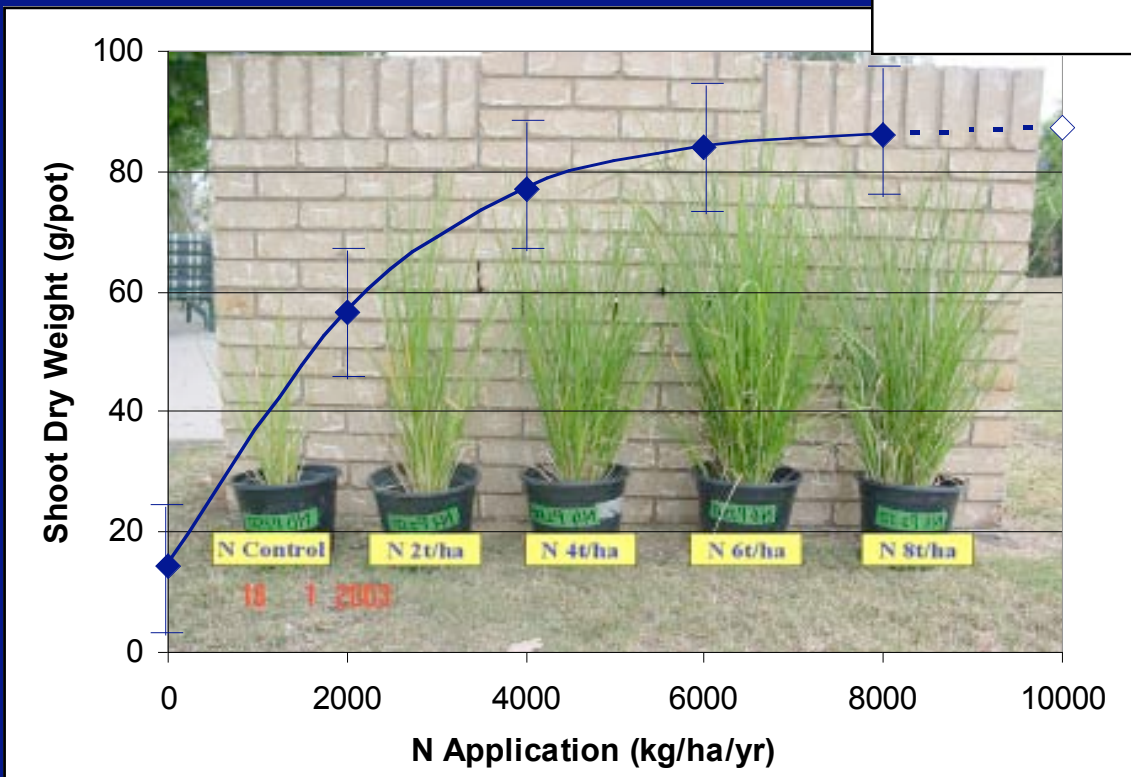 100
80
60
40
20
0
Shoot Dry Weight (g/pot)
N Control
N 2t/ha
N 4t/ha
N 6t/ha
N 8t/ha
18 1 2003
0 2000 4000 6000 8000 10000
N Application (kg/ha/yr)